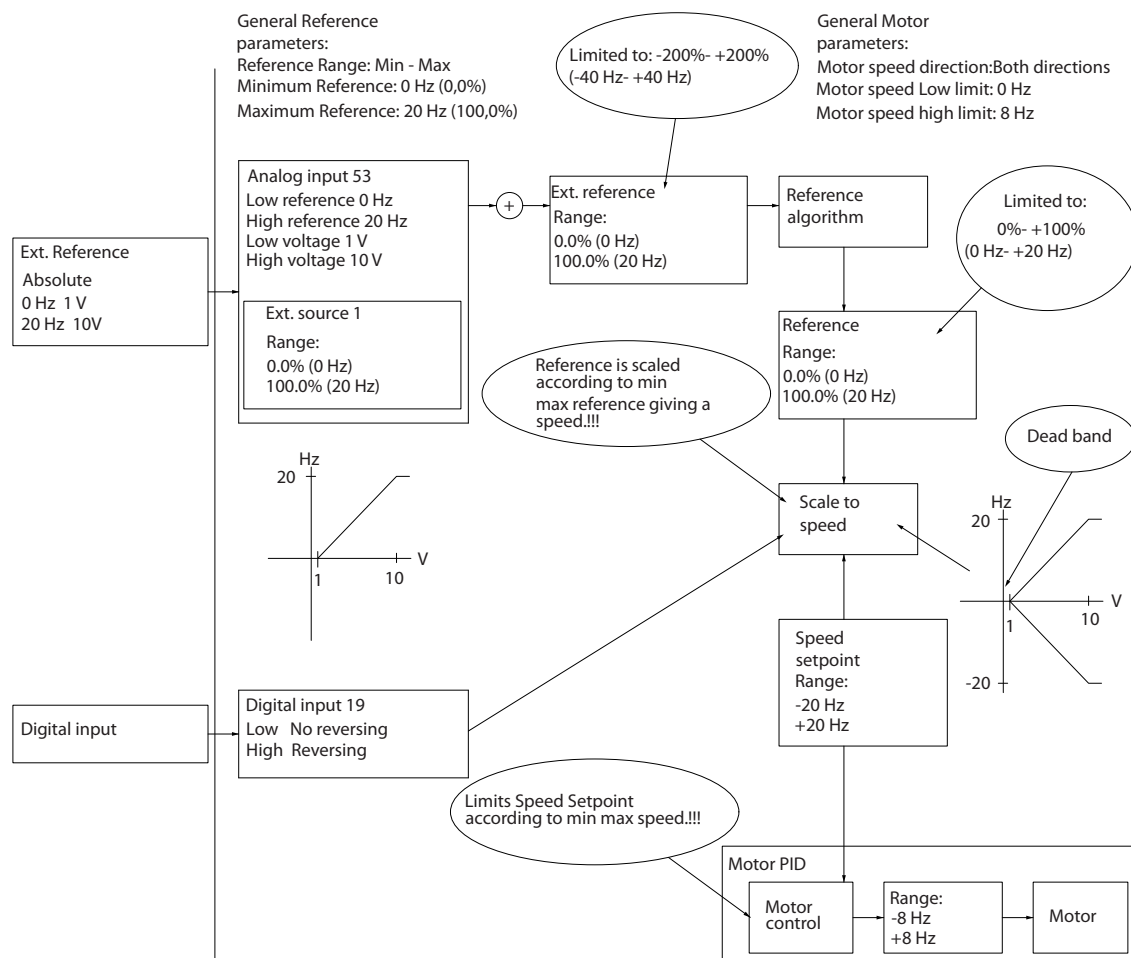 General Reference
parameters:
Reference Range: Min - Max
Minimum Reference: 0 Hz (0,0%)
Maximum Reference: 20 Hz (100,0%)
Limited to: -200%- +200%
(-40 Hz- +40 Hz)
General Motor
parameters:
Motor speed direction:Both directions
Motor speed Low limit: 0 Hz
Motor speed high limit: 8 Hz
Ext. Reference
Absolute
0 Hz 1 V
20 Hz 10V
Analog input 53
Low reference 0 Hz
High reference 20 Hz
Low voltage 1 V
High voltage 10 V
Ext. source 1
Range:
0.0% (0 Hz)
100.0% (20 Hz)
+
Ext. reference
Range:
0.0% (0 Hz)
100.0% (20 Hz)
Reference
algorithm
Limited to:
0%- +100%
(0 Hz- +20 Hz)
Reference
Range:
0.0% (0 Hz)
100.0% (20 Hz)
Reference is scaled
according to min
max reference giving a
speed.!!!
Dead band
Hz
20
1
10
V
Scale to
speed
Hz
20
V
1
10
-20
Speed
setpoint
Range:
-20 Hz
+20 Hz
Digital input
Digital input 19
Low No reversing
High Reversing
Limits Speed Setpoint
according to min max speed.!!!
Motor PID
Motor
control
Range:
-8 Hz
+8 Hz
Motor